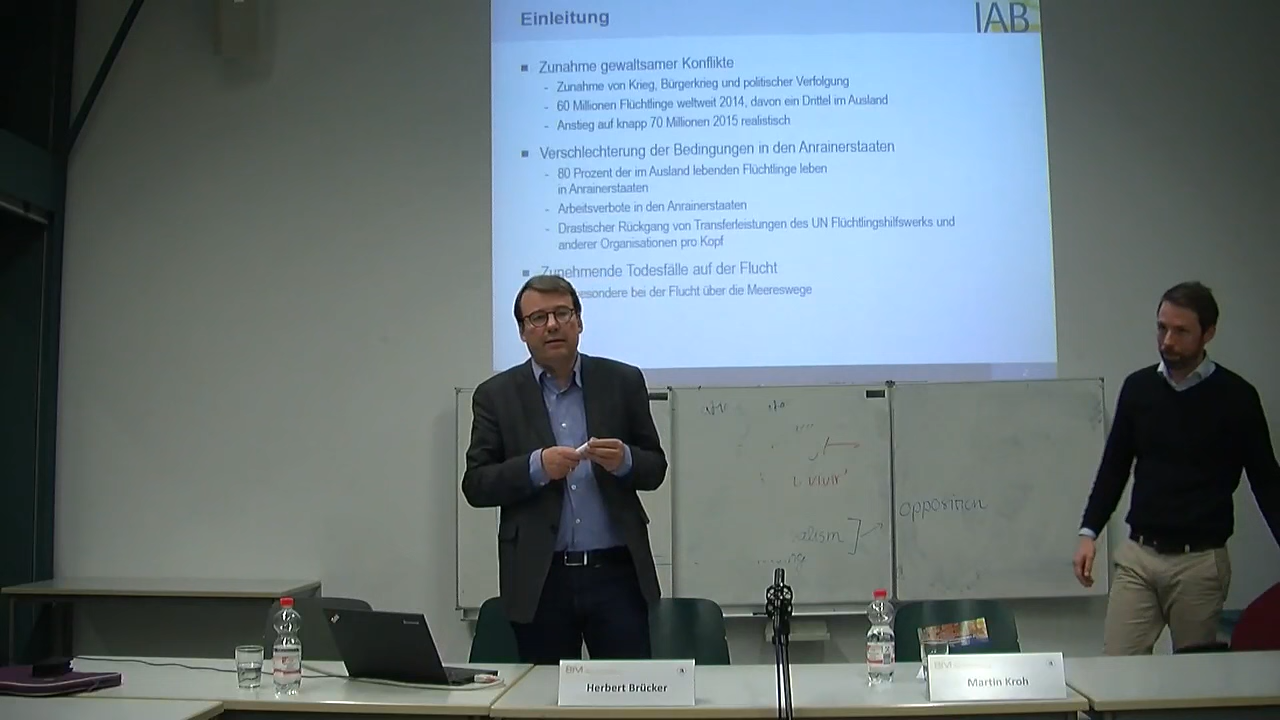 Einleitung
IAB
Zunahme gewaltsamer Konflikte
- Zunahme von Krieg, Bürgerkrieg und politischer Verfolgung
- 60 Millionen Flüchtlinge weltweit 2014, davon ein Drittel im Ausland
- Anstieg auf knapp 70 Millionen 2015 realistisch
Verschlechterung der Bedingungen in den Anrainerstaaten
- 80 Prozent der im Ausland lebenden Flüchtlinge leben
in Anrainerstaaten
- Arbeitsverbote in den Anrainerstaaten
- Drastischer Rückgang von Transferleistungen des UN Flüchtlingshilfswerks und
anderer Organisationen pro Kopf
Zunehmende Todesfälle auf der Flucht
bei der Flucht über die Meereswege
opposition
BIM
Herbert Brücker
BIM
Martin Kroh